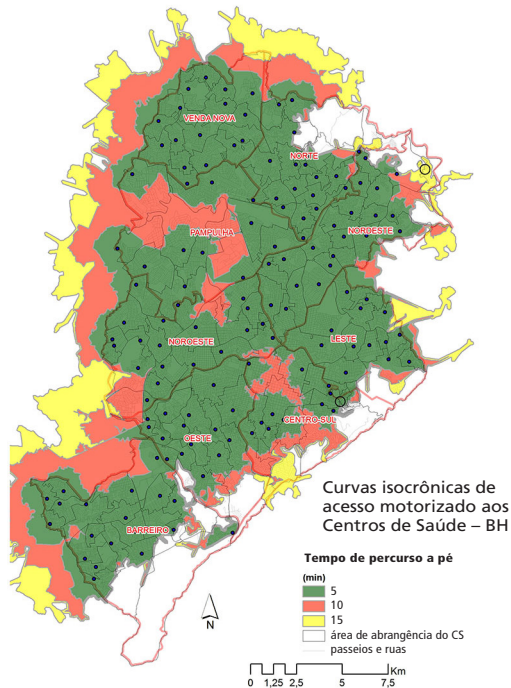 VENDA NOVA
NORTE
PAMPULHA
NORDESTE
NOROESTE
LESTE
CENTRO-SUL
OESTE
BARREIRO
Curvas isocrônicas de
acesso motorizado aos
Centros de Saúde – BH
Tempo de percurso a pé
(min)
5
10
15
área de abrangência do CS
passeios e ruas
N
Km
0 1,25 2,5 5 7,5